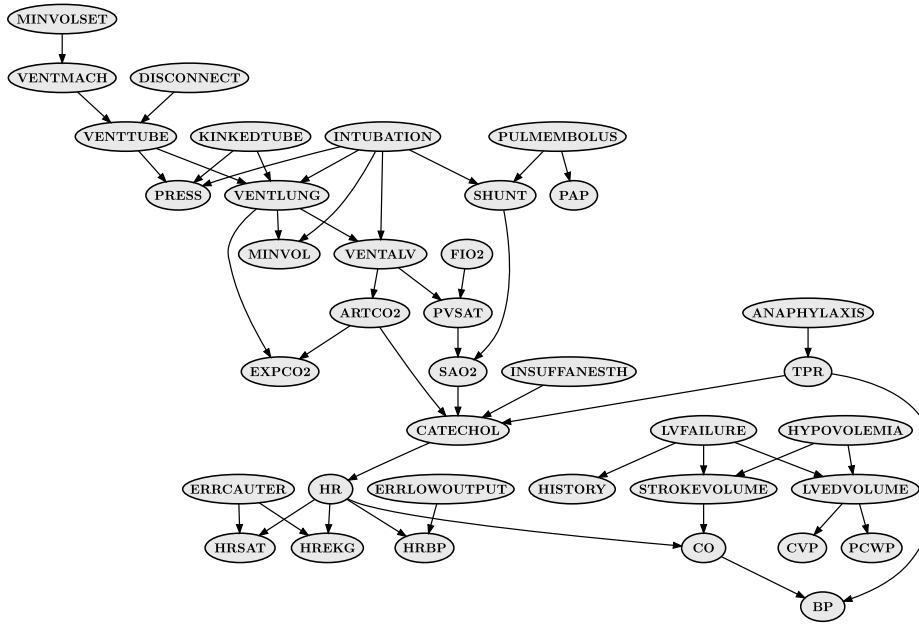 MINVOLSET
VENTMACH DISCONNECT
VENTTUBE KINKEDTUBE INTUBATION PULMEMBOLUS
PRESS VENTLUNG SHUNT PAP
MINVOL VENTALV FIO2
ARTCO2 PVSAT ANAPHYLAXIS
EXPCO2 SAO2 INSUFFANESTH TPR
CATECHOL LVFAILURE HYPOVOLEMIA
ERRCAUTER HR ERRLOWOUTPUT HISTORY STROKEVOLUME LVEDVOLUME
HRSAT HREKG HRBP CO CVP PCWP
BP